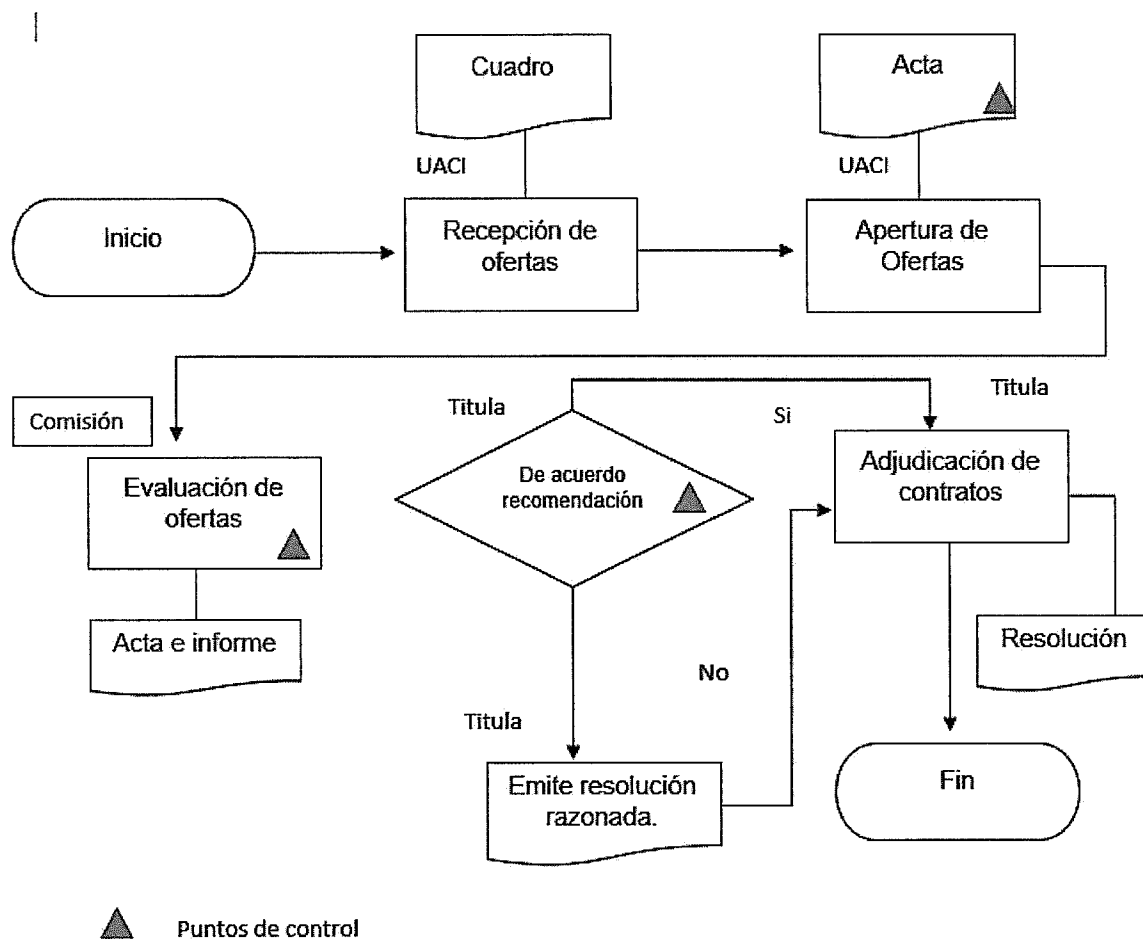 Cuadro
Acta
UACI
UACI
Inicio
Recepción de
ofertas
Apertura de
Ofertas
Comisión
Titula
Si
Titula
Evaluación de
ofertas
De acuerdo
recomendación
Adjudicación de
contratos
Acta e informe
Resolución
No
Titula
Emite resolución
razonada.
Fin
Puntos de control